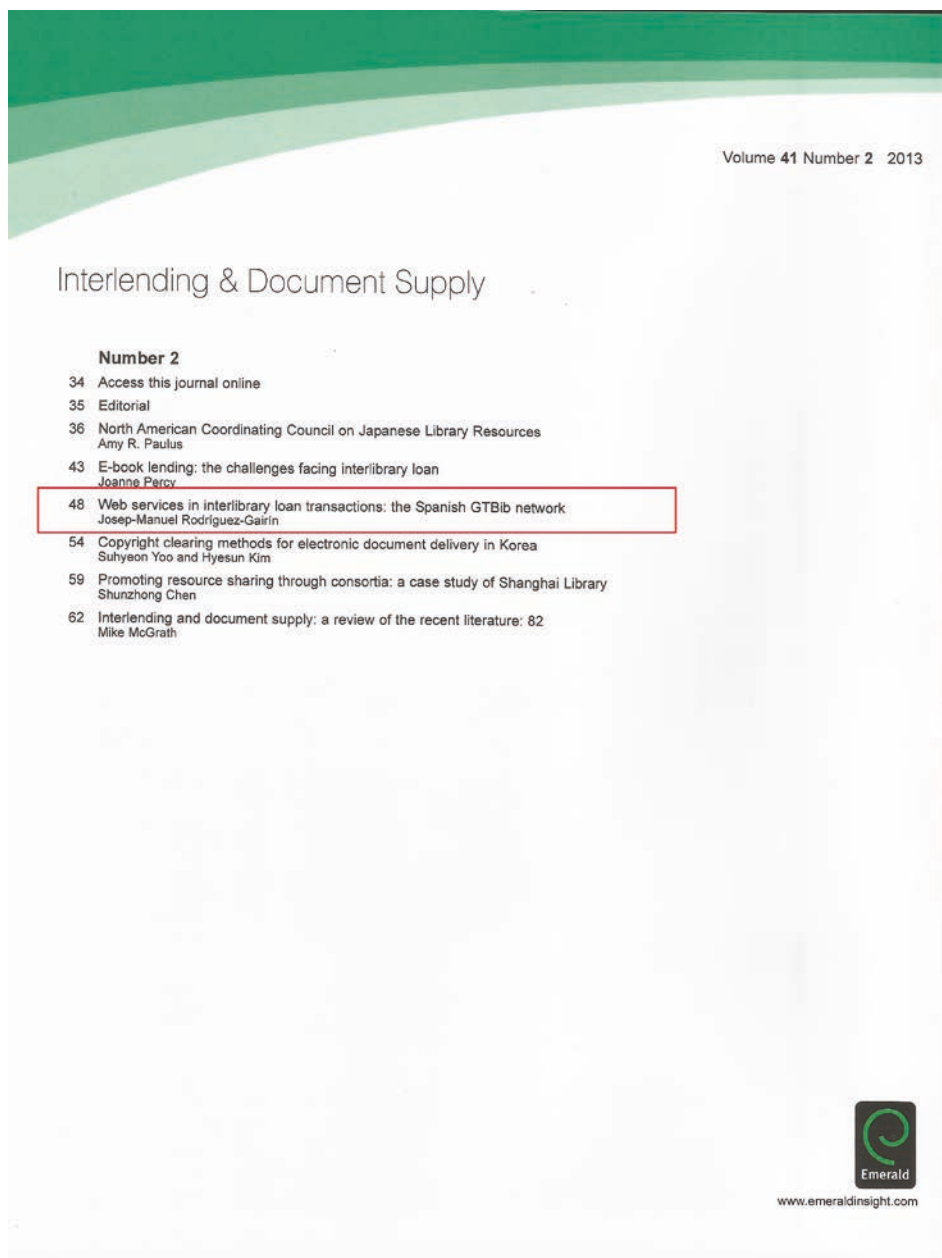 Volume 41 Number 2 2013
Interlending & Document Supply
Number 2
34 Access this journal online
35 Editorial
36 North American Coordinating Council on Japanese Library Resources
Amy R. Paulus
43 E-book lending: the challenges facing interlibrary loan
Joanne Percy
48 Web services in interlibrary loan transactions: the Spanish GTBib network
Josep-Manuel Rodríguez-Gairín
54 Copyright clearing methods for electronic document delivery in Korea
Suhyeon Yoo and Hyesun Kim
59 Promoting resource sharing through consortia: a case study of Shanghai Library
Shunzhong Chen
62 Interlending and document supply: a review of the recent literature: 82
Mike McGrath
Emerald
www.emeraldinsight.com